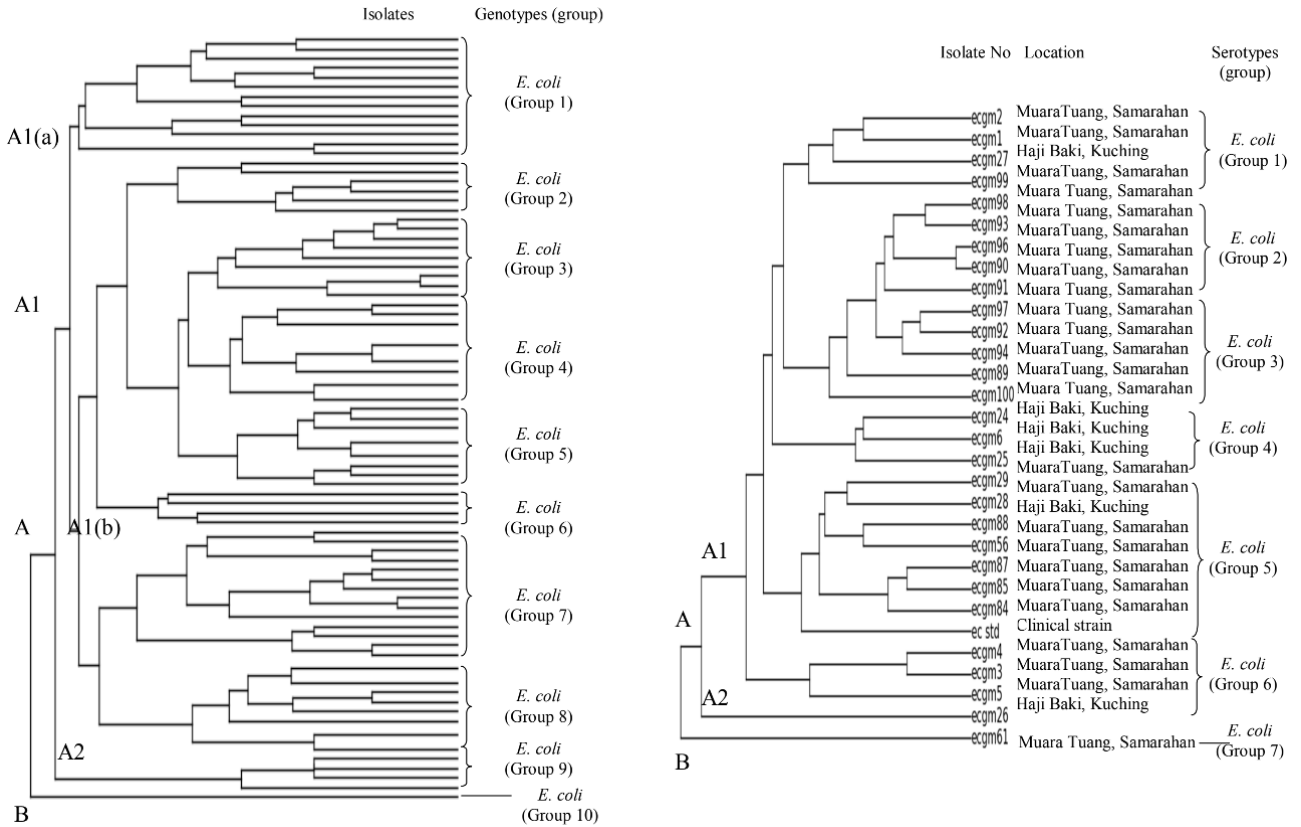 Isolates
Genotypes (group)
E. coli
(Group 1)
A1(a)
E. coli
(Group 2)
E. coli
(Group 3)
A1
E. coli
(Group 4)
E. coli
(Group 5)
A
A1(b)
E. coli
(Group 6)
E. coli
(Group 7)
E. coli
(Group 8)
A2
E. coli
(Group 9)
E. coli
(Group 10)
B
Isolate No Location Serotypes
(group)
ecgm2 MuaraTuang, Samarahan
ecgm1 MuaraTuang, Samarahan
E. coli
(Group 1)
ecgm27 Haji Baki, Kuching
ecgm99 MuaraTuang, Samarahan
Muara Tuang, Samarahan
ecgm98 Muara Tuang, Samarahan
ecgm93 MuaraTuang, Samarahan
E. coli
(Group 2)
ecgm96 Muara Tuang, Samarahan
ecgm90 MuaraTuang, Samarahan
ecgm91 Muara Tuang, Samarahan
ecgm97 Muara Tuang, Samarahan
ecgm92 Muara Tuang, Samarahan
E. coli
(Group 3)
ecgm94 MuaraTuang, Samarahan
ecgm89 MuaraTuang, Samarahan
ecgm100 Muara Tuang, Samarahan
ecgm24 Haji Baki, Kuching
ecgm6 Haji Baki, Kuching
E. coli
(Group 4)
ecgm25 Haji Baki, Kuching
MuaraTuang, Samarahan
ecgm29 MuaraTuang, Samarahan
ecgm28 Haji Baki, Kuching
ecgm88 MuaraTuang, Samarahan
ecgm56 MuaraTuang, Samarahan
A1
E. coli
(Group 5)
ecgm87 MuaraTuang, Samarahan
ecgm85 MuaraTuang, Samarahan
ecgm84 MuaraTuang, Samarahan
A
ec std Clinical strain
ecgm4 MuaraTuang, Samarahan
ecgm3 MuaraTuang, Samarahan
E. coli
(Group 6)
ecgm5 MuaraTuang, Samarahan
A2
Haji Baki, Kuching
ecgm26
ecgm61 Muara Tuang, Samarahan
E. coli
(Group 7)
B